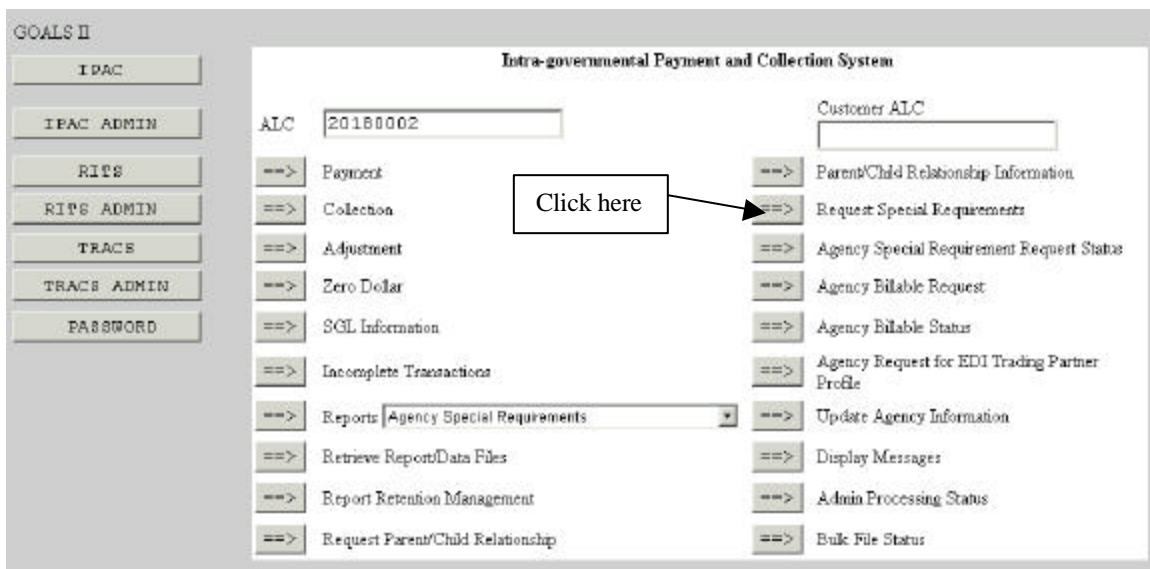 GOALS II
IPAC
IPAC ADMIN
RITS
RITS ADMIN
TRACS
TRACS ADMIN
PASSWORD
Intra-governmental Payment and Collection System
ALC 20180002
Customer ALC
==> Payment
==> Collection
==> Adjustment
==> Zero Dollar
==> SGL Information
==> Incomplete Transactions
==> Reports Agency Special Requirements
==> Retrieve Report/Data Files
==> Report Retention Management
==> Request Parent/Child Relationship
Click here
==> Parent/Child Relationship Information
==> Request Special Requirements
==> Agency Special Requirement Request Status
==> Agency Billable Request
==> Agency Billable Status
==> Agency Request for EDI Trading Partner
Profile
==> Update Agency Information
==> Display Messages
==> Admin Processing Status
==> Bulk File Status